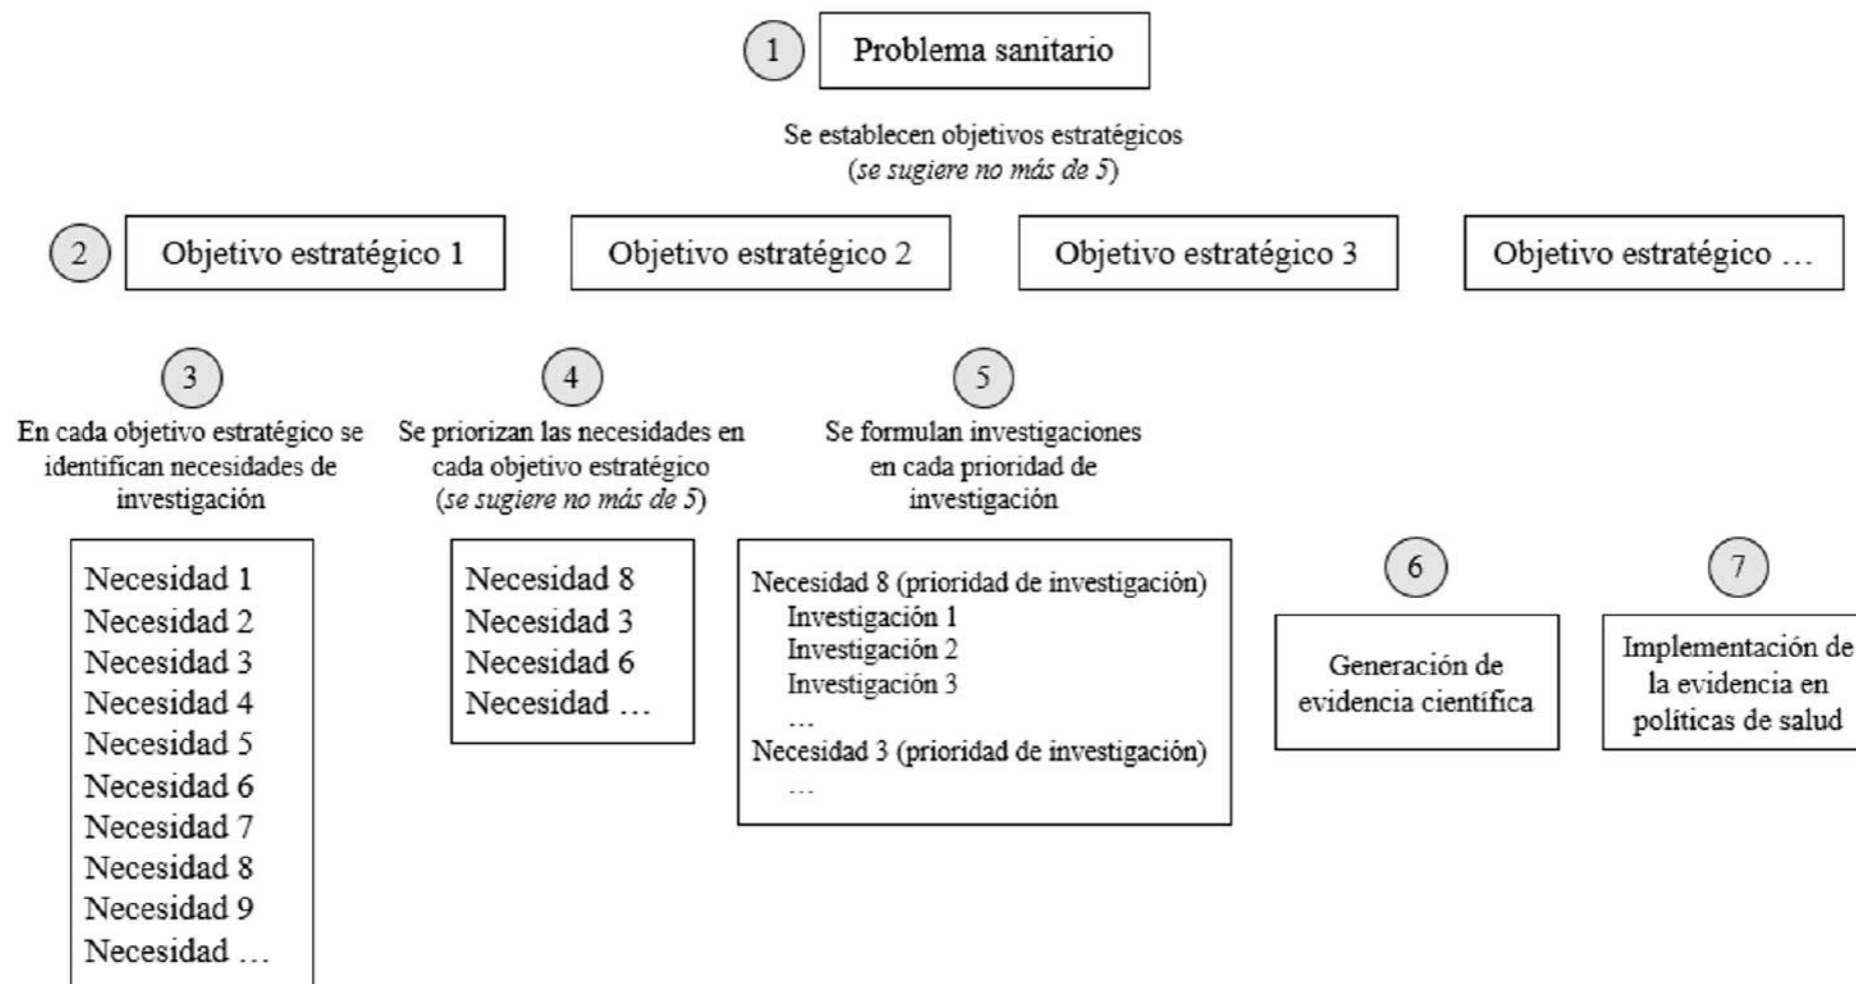 1
Problema sanitario
Se establecen objetivos estratégicos
(se sugiere no más de 5)
2
Objetivo estratégico 1
Objetivo estratégico 2
Objetivo estratégico 3
Objetivo estratégico …
3
En cada objetivo estratégico se
identifican necesidades de
investigación
Necesidad 1
Necesidad 2
Necesidad 3
Necesidad 4
Necesidad 5
Necesidad 6
Necesidad 7
Necesidad 8
Necesidad 9
Necesidad …
4
Se priorizan las necesidades en
cada objetivo estratégico
(se sugiere no más de 5)
Necesidad 8
Necesidad 3
Necesidad 6
Necesidad …
5
Se formulan investigaciones
en cada prioridad de
investigación
Necesidad 8 (prioridad de investigación)
Investigación 1
Investigación 2
Investigación 3
…
Necesidad 3 (prioridad de investigación)
…
6
Generación de
evidencia científica
7
Implementación de
la evidencia en
políticas de salud